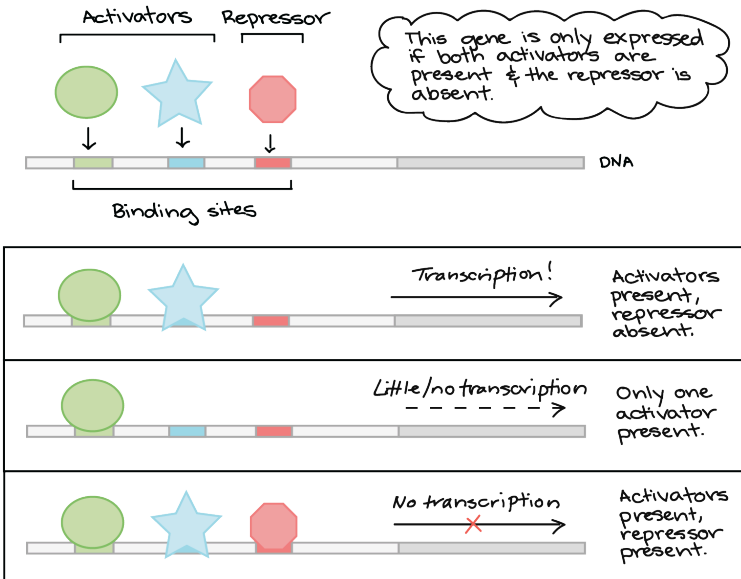 Activators
Repressor
This gene is only expressed
if both activators are
present & the repressor is
absent.
DNA
Binding sites
Transcription!
Activators
present,
repressor
absent.
Little/no transcription
Only one
activator
present.
No transcription
Activators
present,
repressor
present.